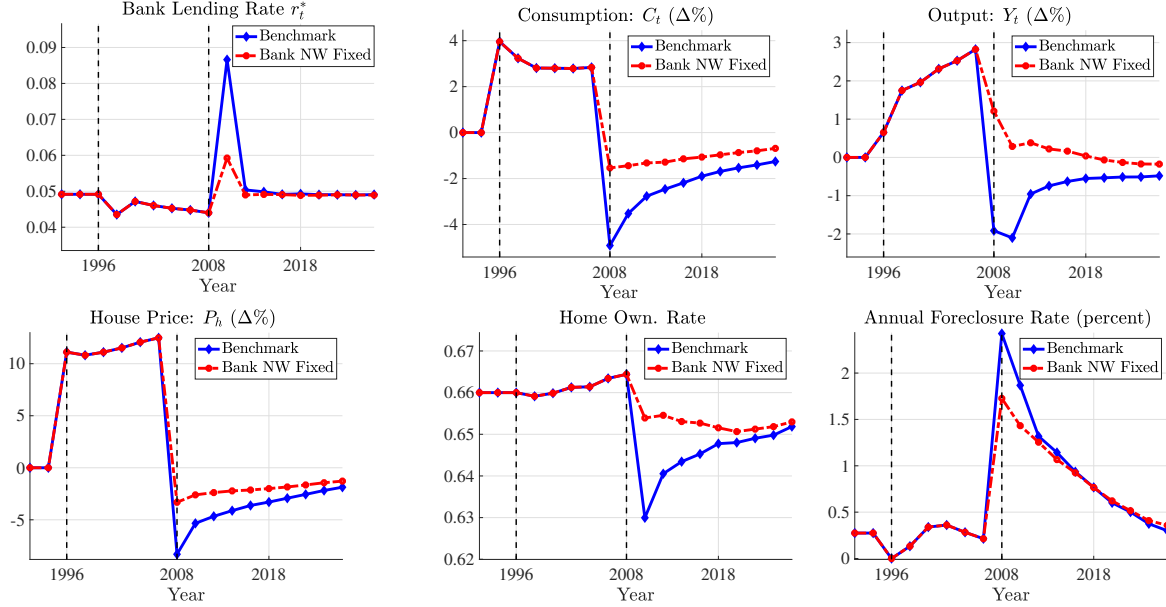 Bank Lending Rate r*ₜ
Benchmark
Bank NW Fixed
0.09
0.08
0.07
0.06
0.05
0.04
1996
2008
2018
Year
Consumption: Cₜ (Δ%)
Benchmark
Bank NW Fixed
4
2
0
-2
-4
1996
2008
2018
Year
Output: Yₜ (Δ%)
Benchmark
Bank NW Fixed
3
2
1
0
-1
-2
1996
2008
2018
Year
House Price: Pₕ (Δ%)
Benchmark
Bank NW Fixed
10
5
0
-5
1996
2008
2018
Year
Home Own. Rate
Benchmark
Bank NW Fixed
0.67
0.66
0.65
0.64
0.63
0.62
1996
2008
2018
Year
Annual Foreclosure Rate (percent)
Benchmark
Bank NW Fixed
2
1.5
1
0.5
0
1996
2008
2018
Year